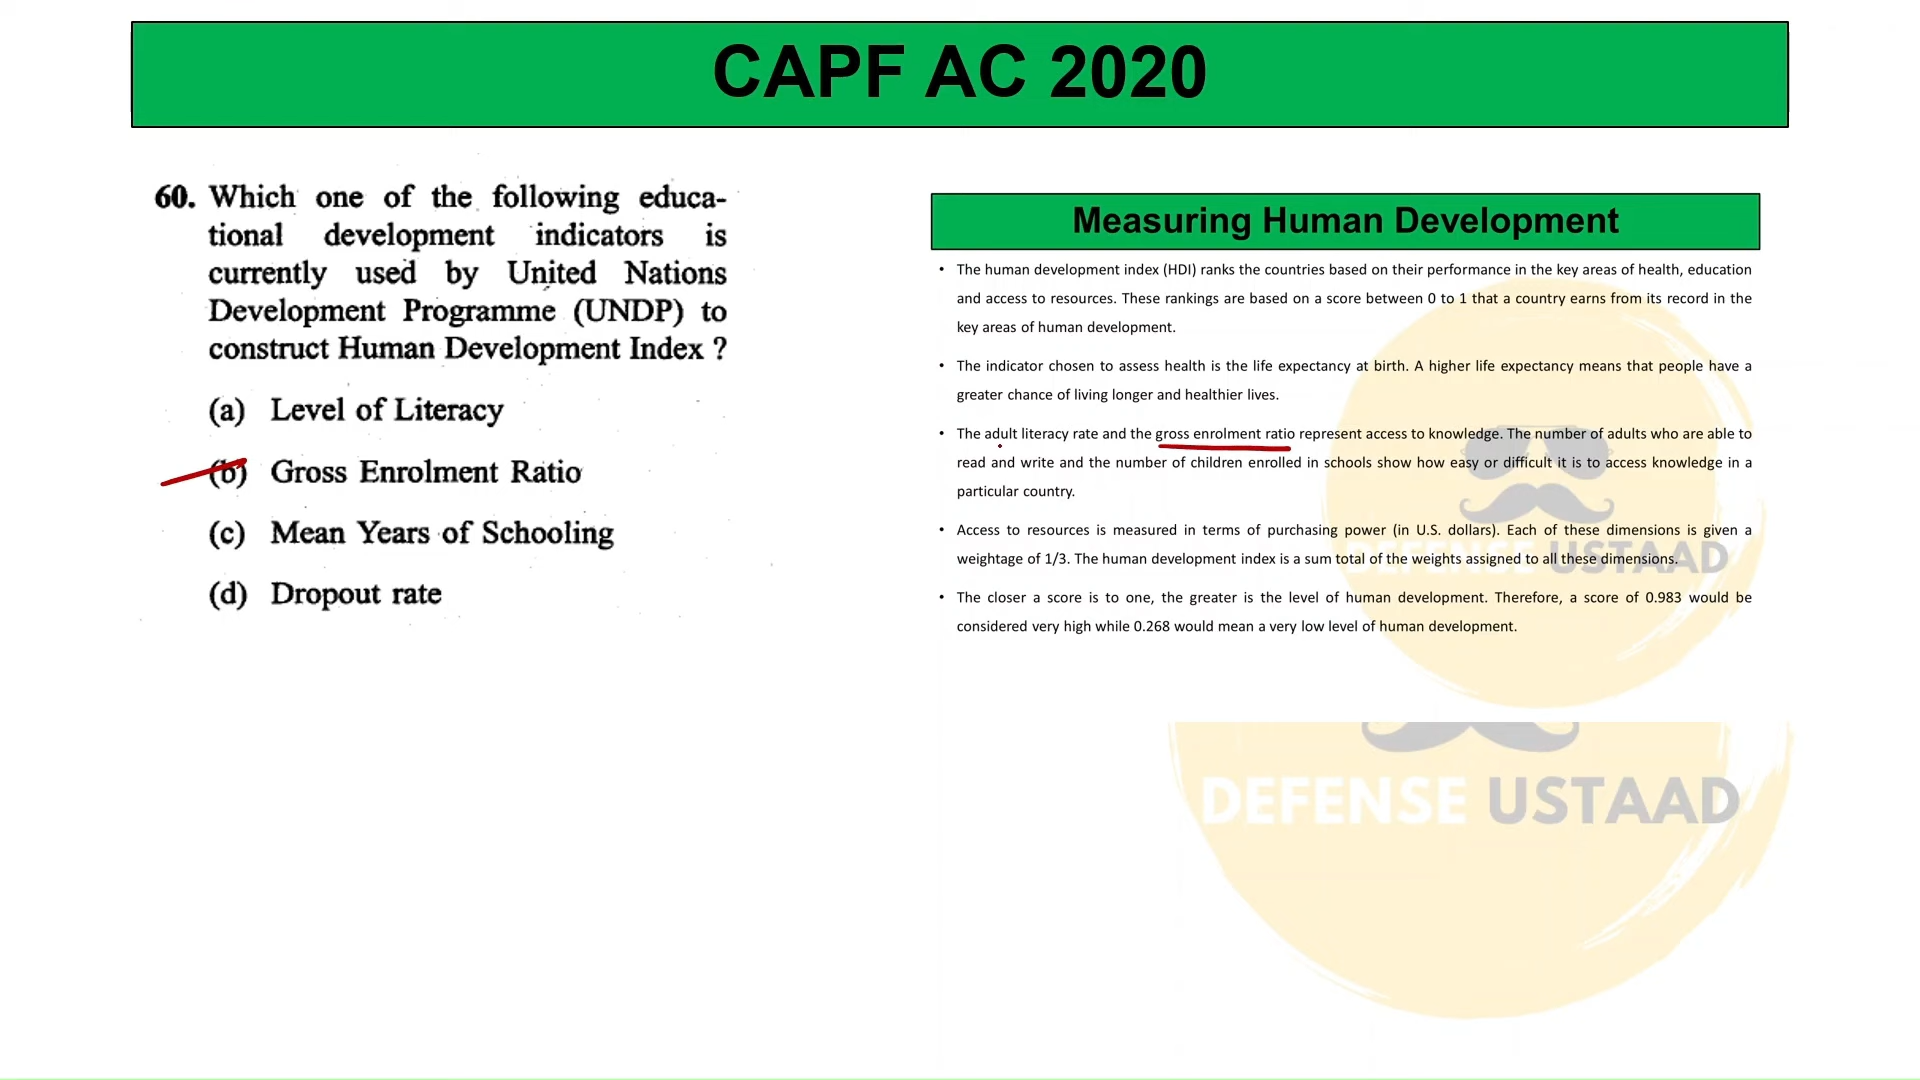 CAPF AC 2020
60. Which one of the following educa-
tional development indicators is
currently used by United Nations
Development Programme (UNDP) to
construct Human Development Index ?
(a) Level of Literacy
(b) Gross Enrolment Ratio
(c) Mean Years of Schooling
(d) Dropout rate
Measuring Human Development
• The human development index (HDI) ranks the countries based on their performance in the key areas of health, education
and access to resources. These rankings are based on a score between 0 to 1 that a country earns from its record in the
key areas of human development.
• The indicator chosen to assess health is the life expectancy at birth. A higher life expectancy means that people have a
greater chance of living longer and healthier lives.
• The adult literacy rate and the gross enrolment ratio represent access to knowledge. The number of adults who are able to
read and write and the number of children enrolled in schools show how easy or difficult it is to access knowledge in a
particular country.
• Access to resources is measured in terms of purchasing power (in U.S. dollars). Each of these dimensions is given a
weightage of 1/3. The human development index is a sum total of the weights assigned to all these dimensions.
• The closer a score is to one, the greater is the level of human development. Therefore, a score of 0.983 would be
considered very high while 0.268 would mean a very low level of human development.
DEFENSE USTAAD
DEFENSE USTAAD